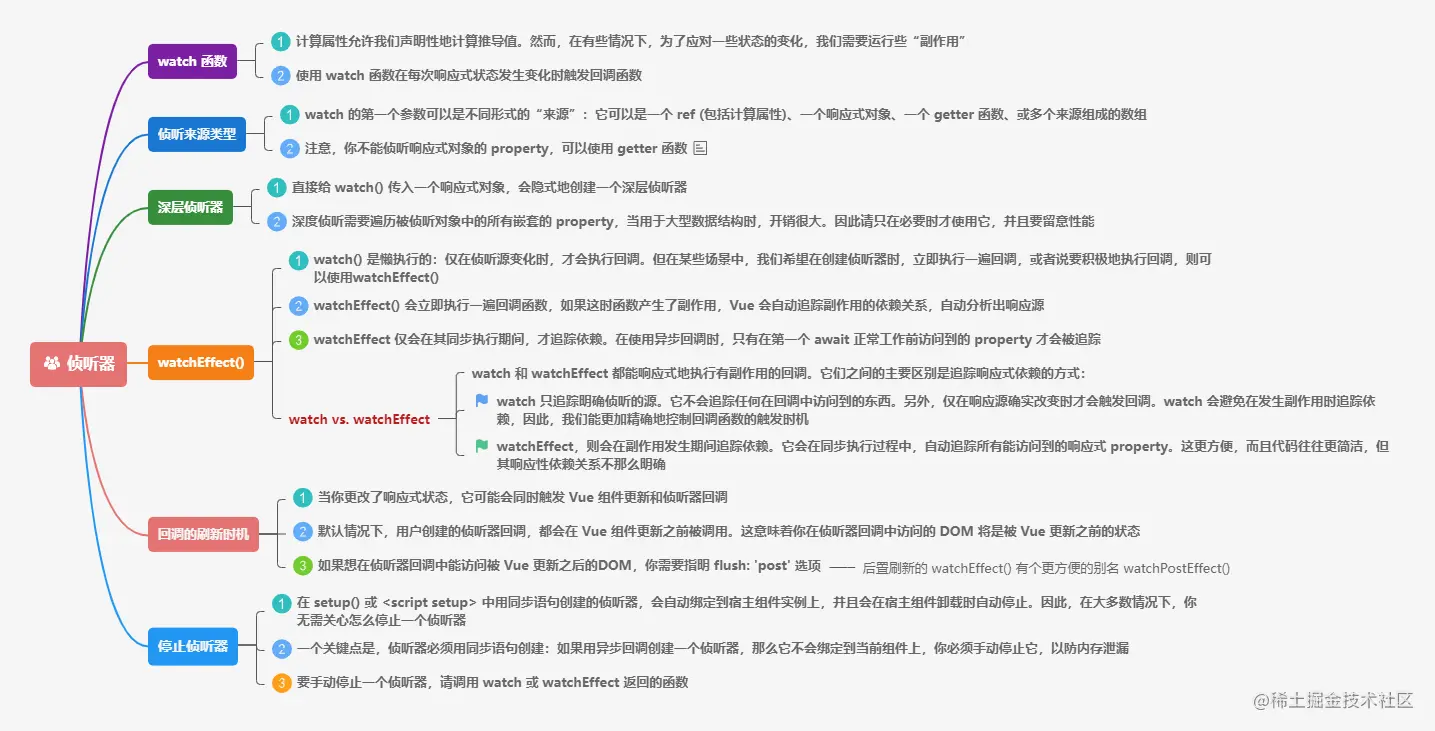 侦听器
watch 函数
1 计算属性允许我们声明性地计算推导值。然而，在有些情况下，为了应对一些状态的变化，我们需要运行些“副作用”
2 使用 watch 函数在每次响应式状态发生变化时触发回调函数
侦听来源类型
1 watch 的第一个参数可以是不同形式的“来源”：它可以是一个 ref (包括计算属性)、一个响应式对象、一个 getter 函数、或多个来源组成的数组
2 注意，你不能侦听响应式对象的 property，可以使用 getter 函数
深层侦听器
1 直接给 watch() 传入一个响应式对象，会隐式地创建一个深层侦听器
2 深度侦听需要遍历被侦听对象中的所有嵌套的 property，当用于大型数据结构时，开销很大。因此请只在必要时才使用它，并且要留意性能
watchEffect()
1 watch() 是懒执行的：仅在侦听源变化时，才会执行回调。但在某些场景中，我们希望在创建侦听器时，立即执行一遍回调，或者说要积极地执行回调，则可
以使用watchEffect()
2 watchEffect() 会立即执行一遍回调函数，如果这时函数产生了副作用，Vue 会自动追踪副作用的依赖关系，自动分析出响应源
3 watchEffect 仅会在其同步执行期间，才追踪依赖。在使用异步回调时，只有在第一个 await 正常工作前访问到的 property 才会被追踪
watch vs. watchEffect
watch 和 watchEffect 都能响应式地执行有副作用的回调。它们之间的主要区别是追踪响应式依赖的方式：
watch 只追踪明确侦听的源。它不会追踪任何在回调中访问到的东西。另外，仅在响应源确实改变时才会触发回调。watch 会避免在发生副作用时追踪依
赖，因此，我们能更加精确地控制回调函数的触发时机
watchEffect，则会在副作用发生期间追踪依赖。它会在同步执行过程中，自动追踪所有能访问到的响应式 property。这更方便，而且代码往往更简洁，但
其响应性依赖关系不那么明确
回调的刷新时机
1 当你更改了响应式状态，它可能会同时触发 Vue 组件更新和侦听器回调
2 默认情况下，用户创建的侦听器回调，都会在 Vue 组件更新之前被调用。这意味着你在侦听器回调中访问的 DOM 将是被 Vue 更新之前的状态
3 如果想在侦听器回调中能访问被 Vue 更新之后的DOM，你需要指明 flush: 'post' 选项 —— 后置刷新的 watchEffect() 有个更方便的别名 watchPostEffect()
停止侦听器
1 在 setup() 或 <script setup> 中用同步语句创建的侦听器，会自动绑定到宿主组件实例上，并且会在宿主组件卸载时自动停止。因此，在大多数情况下，你
无需关心怎么停止一个侦听器
2 一个关键点是，侦听器必须用同步语句创建：如果用异步回调创建一个侦听器，那么它不会绑定到当前组件上，你必须手动停止它，以防内存泄漏
3 要手动停止一个侦听器，请调用 watch 或 watchEffect 返回的函数
@稀土掘金技术社区